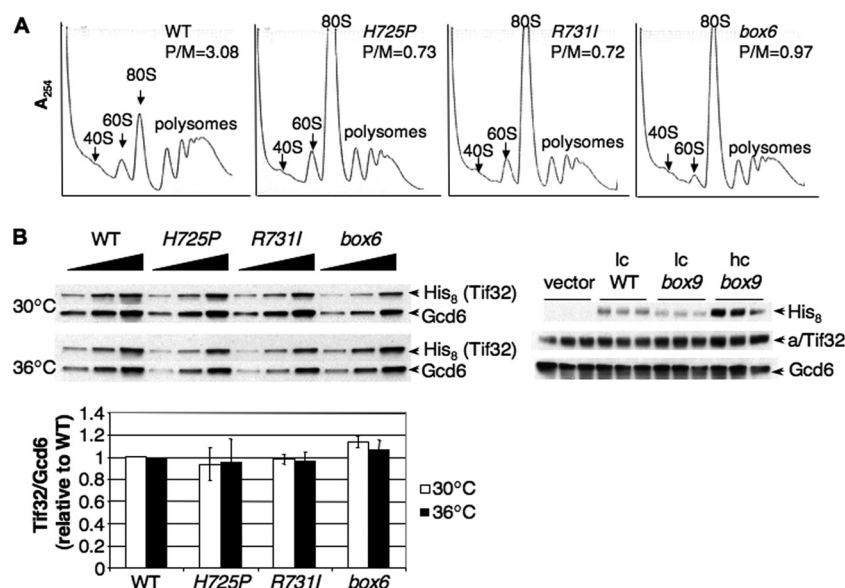 A
WT
P/M=3.08
H725P
P/M=0.73
R731I
P/M=0.72
box6
P/M=0.97
A254
40S
60S
80S
polysomes
40S
60S
80S
polysomes
40S
60S
80S
polysomes
40S
60S
80S
polysomes
B
WT H725P R731I box6
30°C
His8 (Tif32)
Gcd6
36°C
His8 (Tif32)
Gcd6
vector
lc
WT
lc
box9
hc
box9
His8
a/Tif32
Gcd6
Tif32/Gcd6
(relative to WT)
1.4
1.2
1
0.8
0.6
0.4
0.2
0
WT H725P R731I box6
30°C
36°C